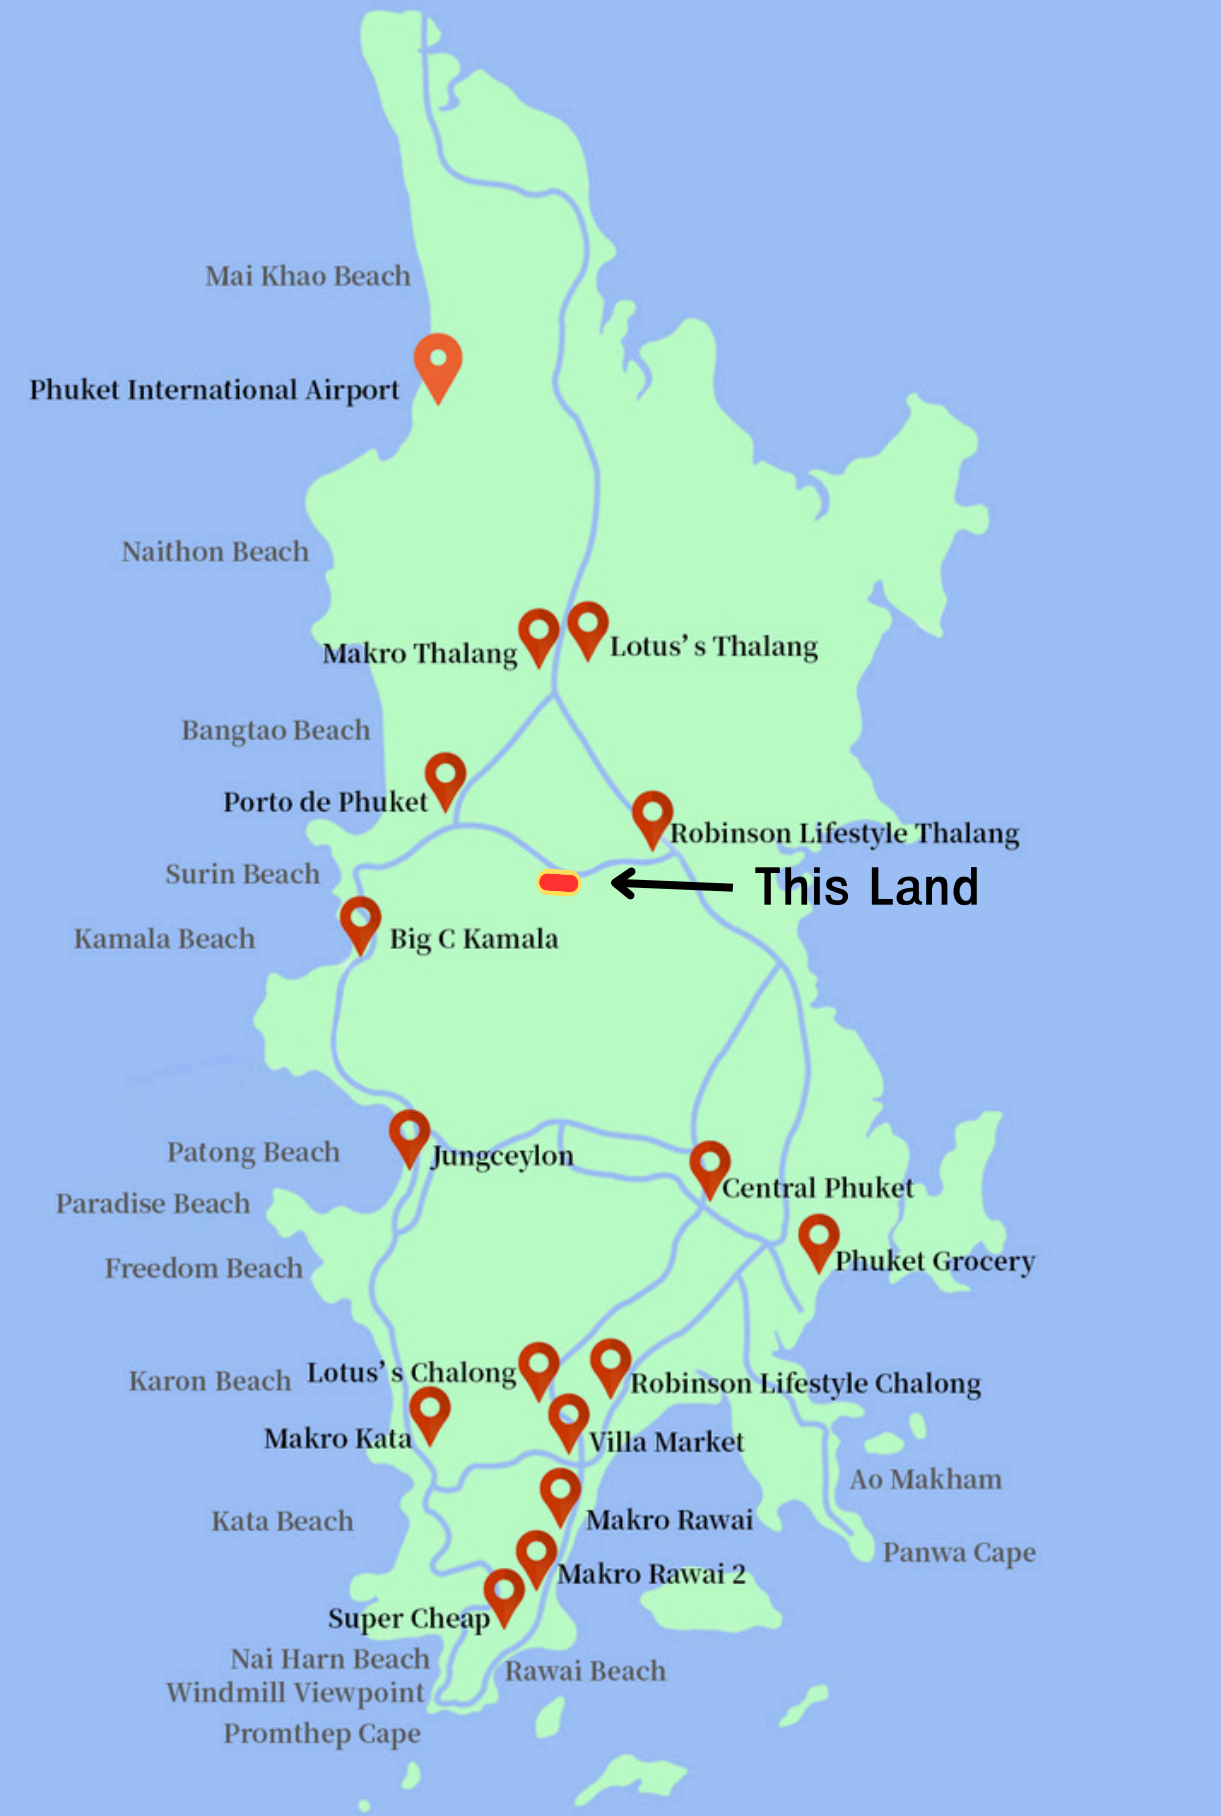 Mai Khao Beach
Phuket International Airport
Naithon Beach
Makro Thalang
Lotus’s Thalang
Bangtao Beach
Porto de Phuket
Robinson Lifestyle Thalang
Surin Beach
This Land
Kamala Beach
Big C Kamala
Patong Beach
Jungceylon
Central Phuket
Paradise Beach
Freedom Beach
Phuket Grocery
Karon Beach
Lotus’s Chalong
Robinson Lifestyle Chalong
Makro Kata
Villa Market
Ao Makham
Kata Beach
Makro Rawai
Panwa Cape
Makro Rawai 2
Super Cheap
Nai Harn Beach
Rawai Beach
Windmill Viewpoint
Promthep Cape